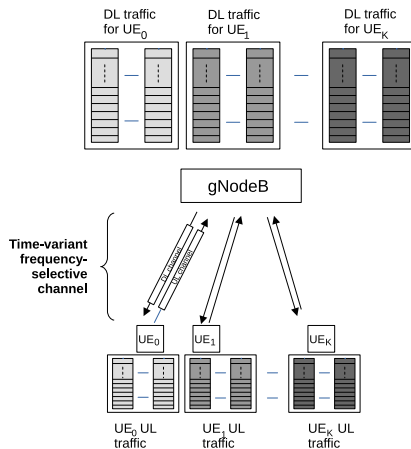 DL traffic
for UE0
DL traffic
for UE1
DL traffic
for UEK
gNodeB
Time-variant
frequency-
selective
channel
DL channel
UL channel
UE0
UE1
UEK
UE0 UL
traffic
UE1 UL
traffic
UEK UL
traffic